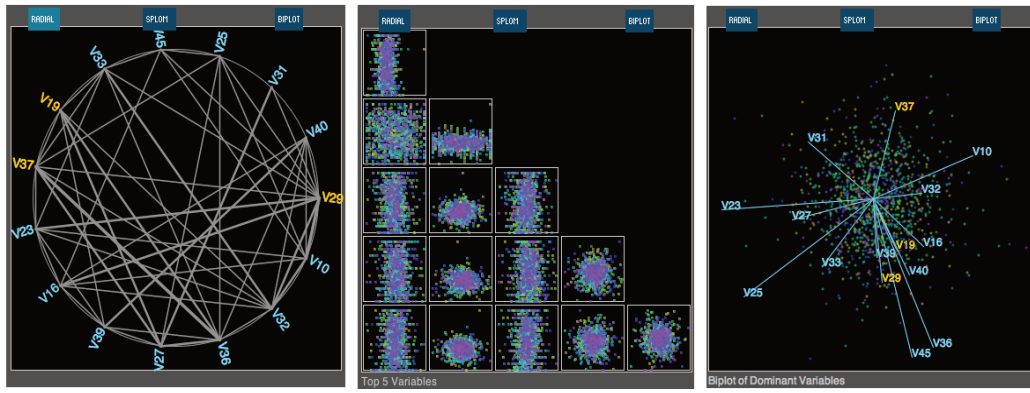 RADIAL
SPLOM
BIPLOT
V45
V25
V33
V31
V19
V40
V37
V29
V23
V10
V16
V32
V39
V27
V36
RADIAL
SPLOM
BIPLOT
Top 5 Variables
RADIAL
SPLOM
BIPLOT
V37
V31
V10
V32
V23
V27
V19
V16
V39
V33
V40
V29
V25
V36
V45
Biplot of Dominant Variables